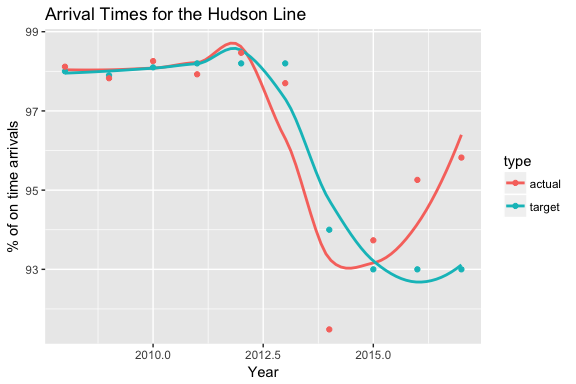 Arrival Times for the Hudson Line
99
97
95
93
% of on time arrivals
2010.0 2012.5 2015.0
Year
type
actual
target